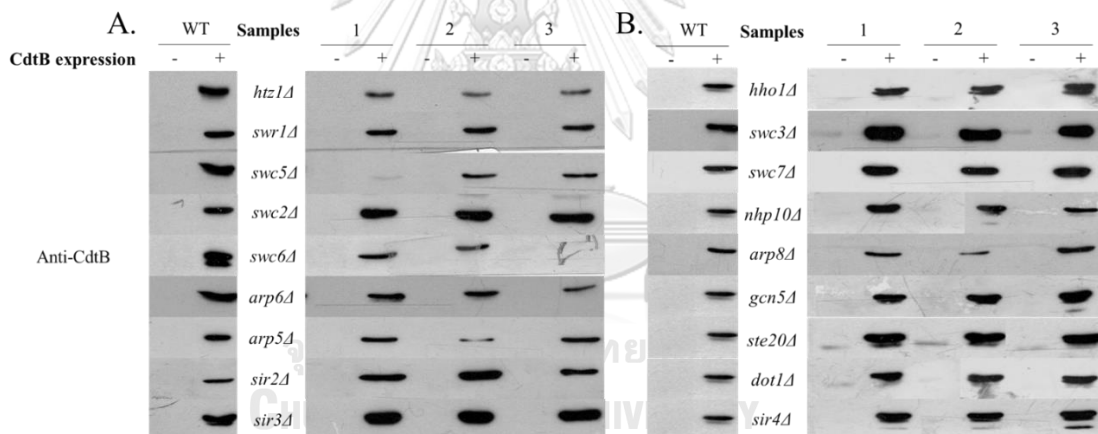 A. WT Samples 1 2 3
CdtB expression - + - + - + - +
htz1Δ
swr1Δ
swc5Δ
swc2Δ
Anti-CdtB
swc6Δ
arp6Δ
arp5Δ
sir2Δ
sir3Δ
B. WT Samples 1 2 3
- + - + - + - +
hho1Δ
swc3Δ
swc7Δ
nhp10Δ
arp8Δ
gcn5Δ
ste20Δ
dot1Δ
sir4Δ